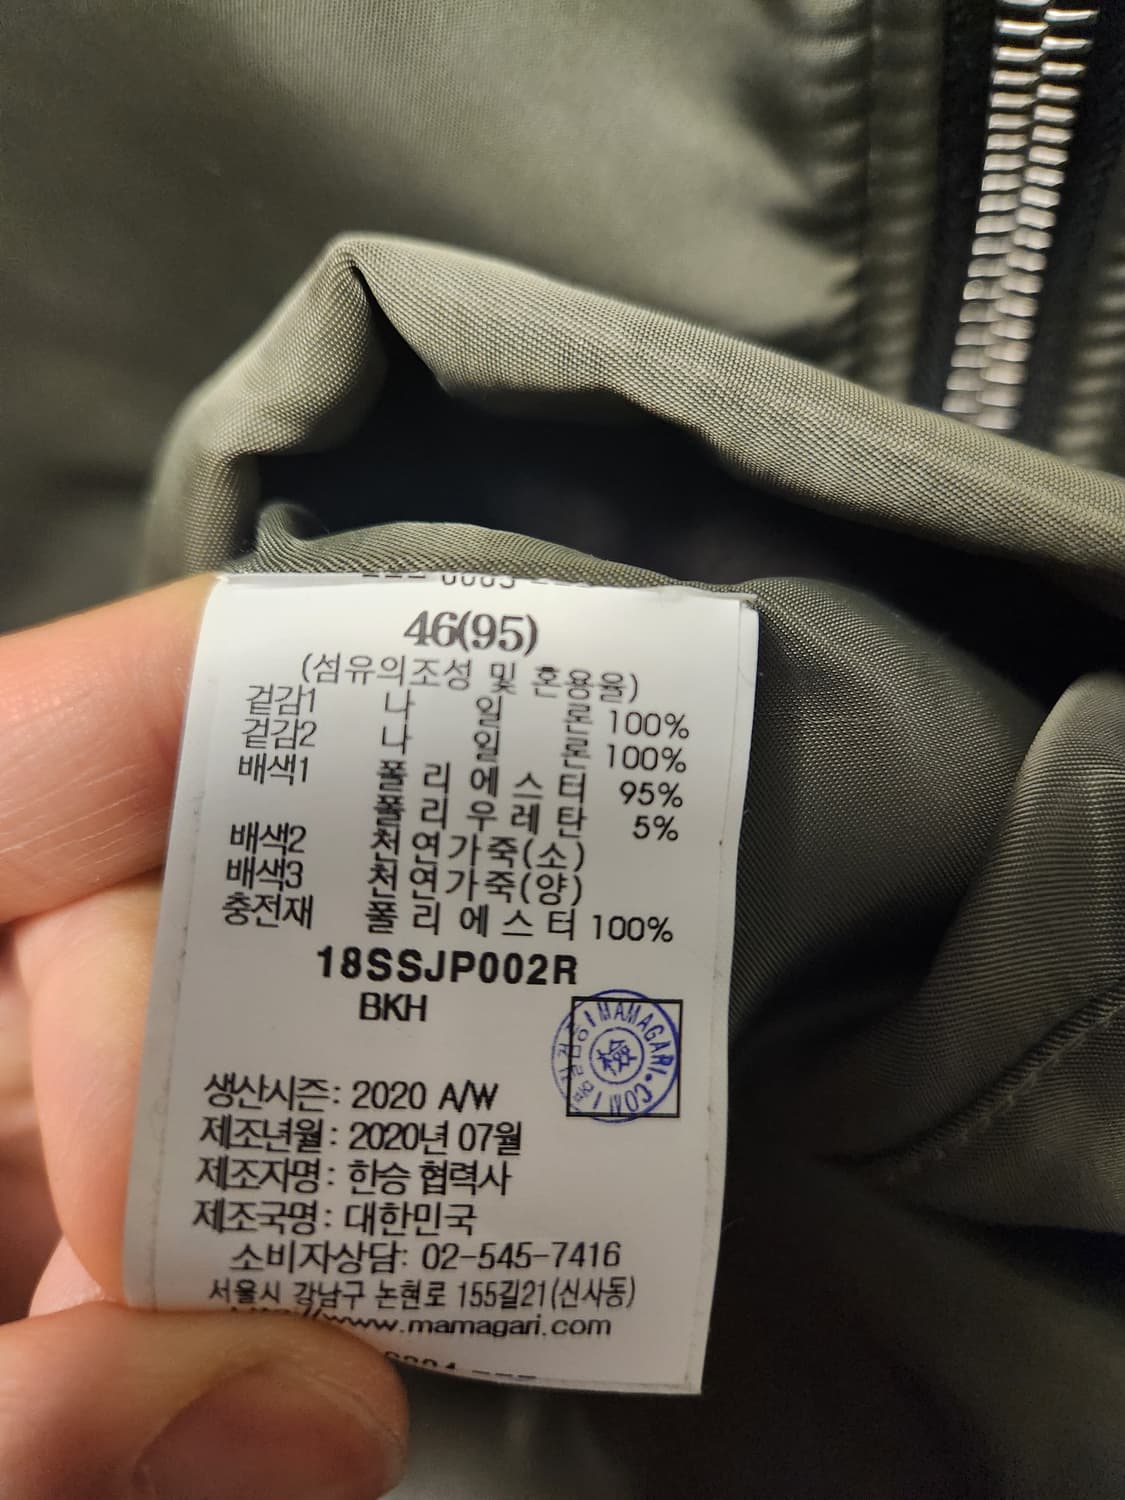 46(95)
(섬유의조성 및 혼용율)
겉감1 나 일 론 100%
겉감2 나 일 론 100%
배색1 폴 리 에 스 터 95%
폴 리 우 레 탄 5%
배색2 천연가죽(소)
배색3 천연가죽(양)
충전재 폴 리 에 스 터 100%
18SSJP002R
BKH
MAMAGARI.COM
檢
생산시즌: 2020 A/W
제조년월: 2020년 07월
제조자명: 한승 협력사
제조국명: 대한민국
소비자상담: 02-545-7416
서울시 강남구 논현로 155길21(신사동)
www.mamagari.com